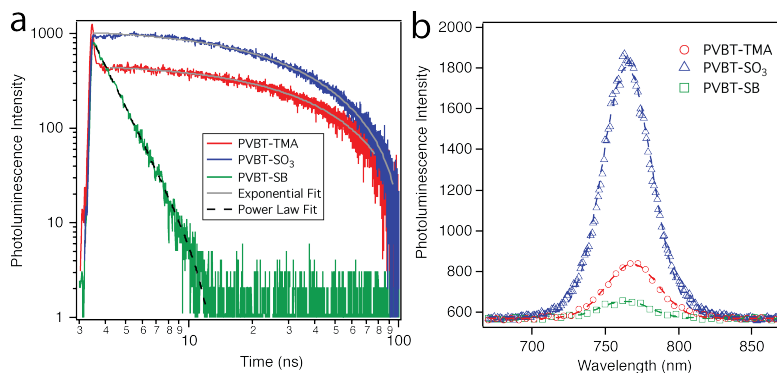 a
Photoluminescence Intensity
1000
100
10
1
PVBT-TMA
PVBT-SO₃
PVBT-SB
Exponential Fit
Power Law Fit
3 4 5 6 7 8 9 2 3 4 5 6 7 8 9
10 100
Time (ns)
b
Photoluminescence Intensity
2000
1800
1600
1400
1200
1000
800
600
PVBT-TMA
PVBT-SO₃
PVBT-SB
700 750 800 850
Wavelength (nm)